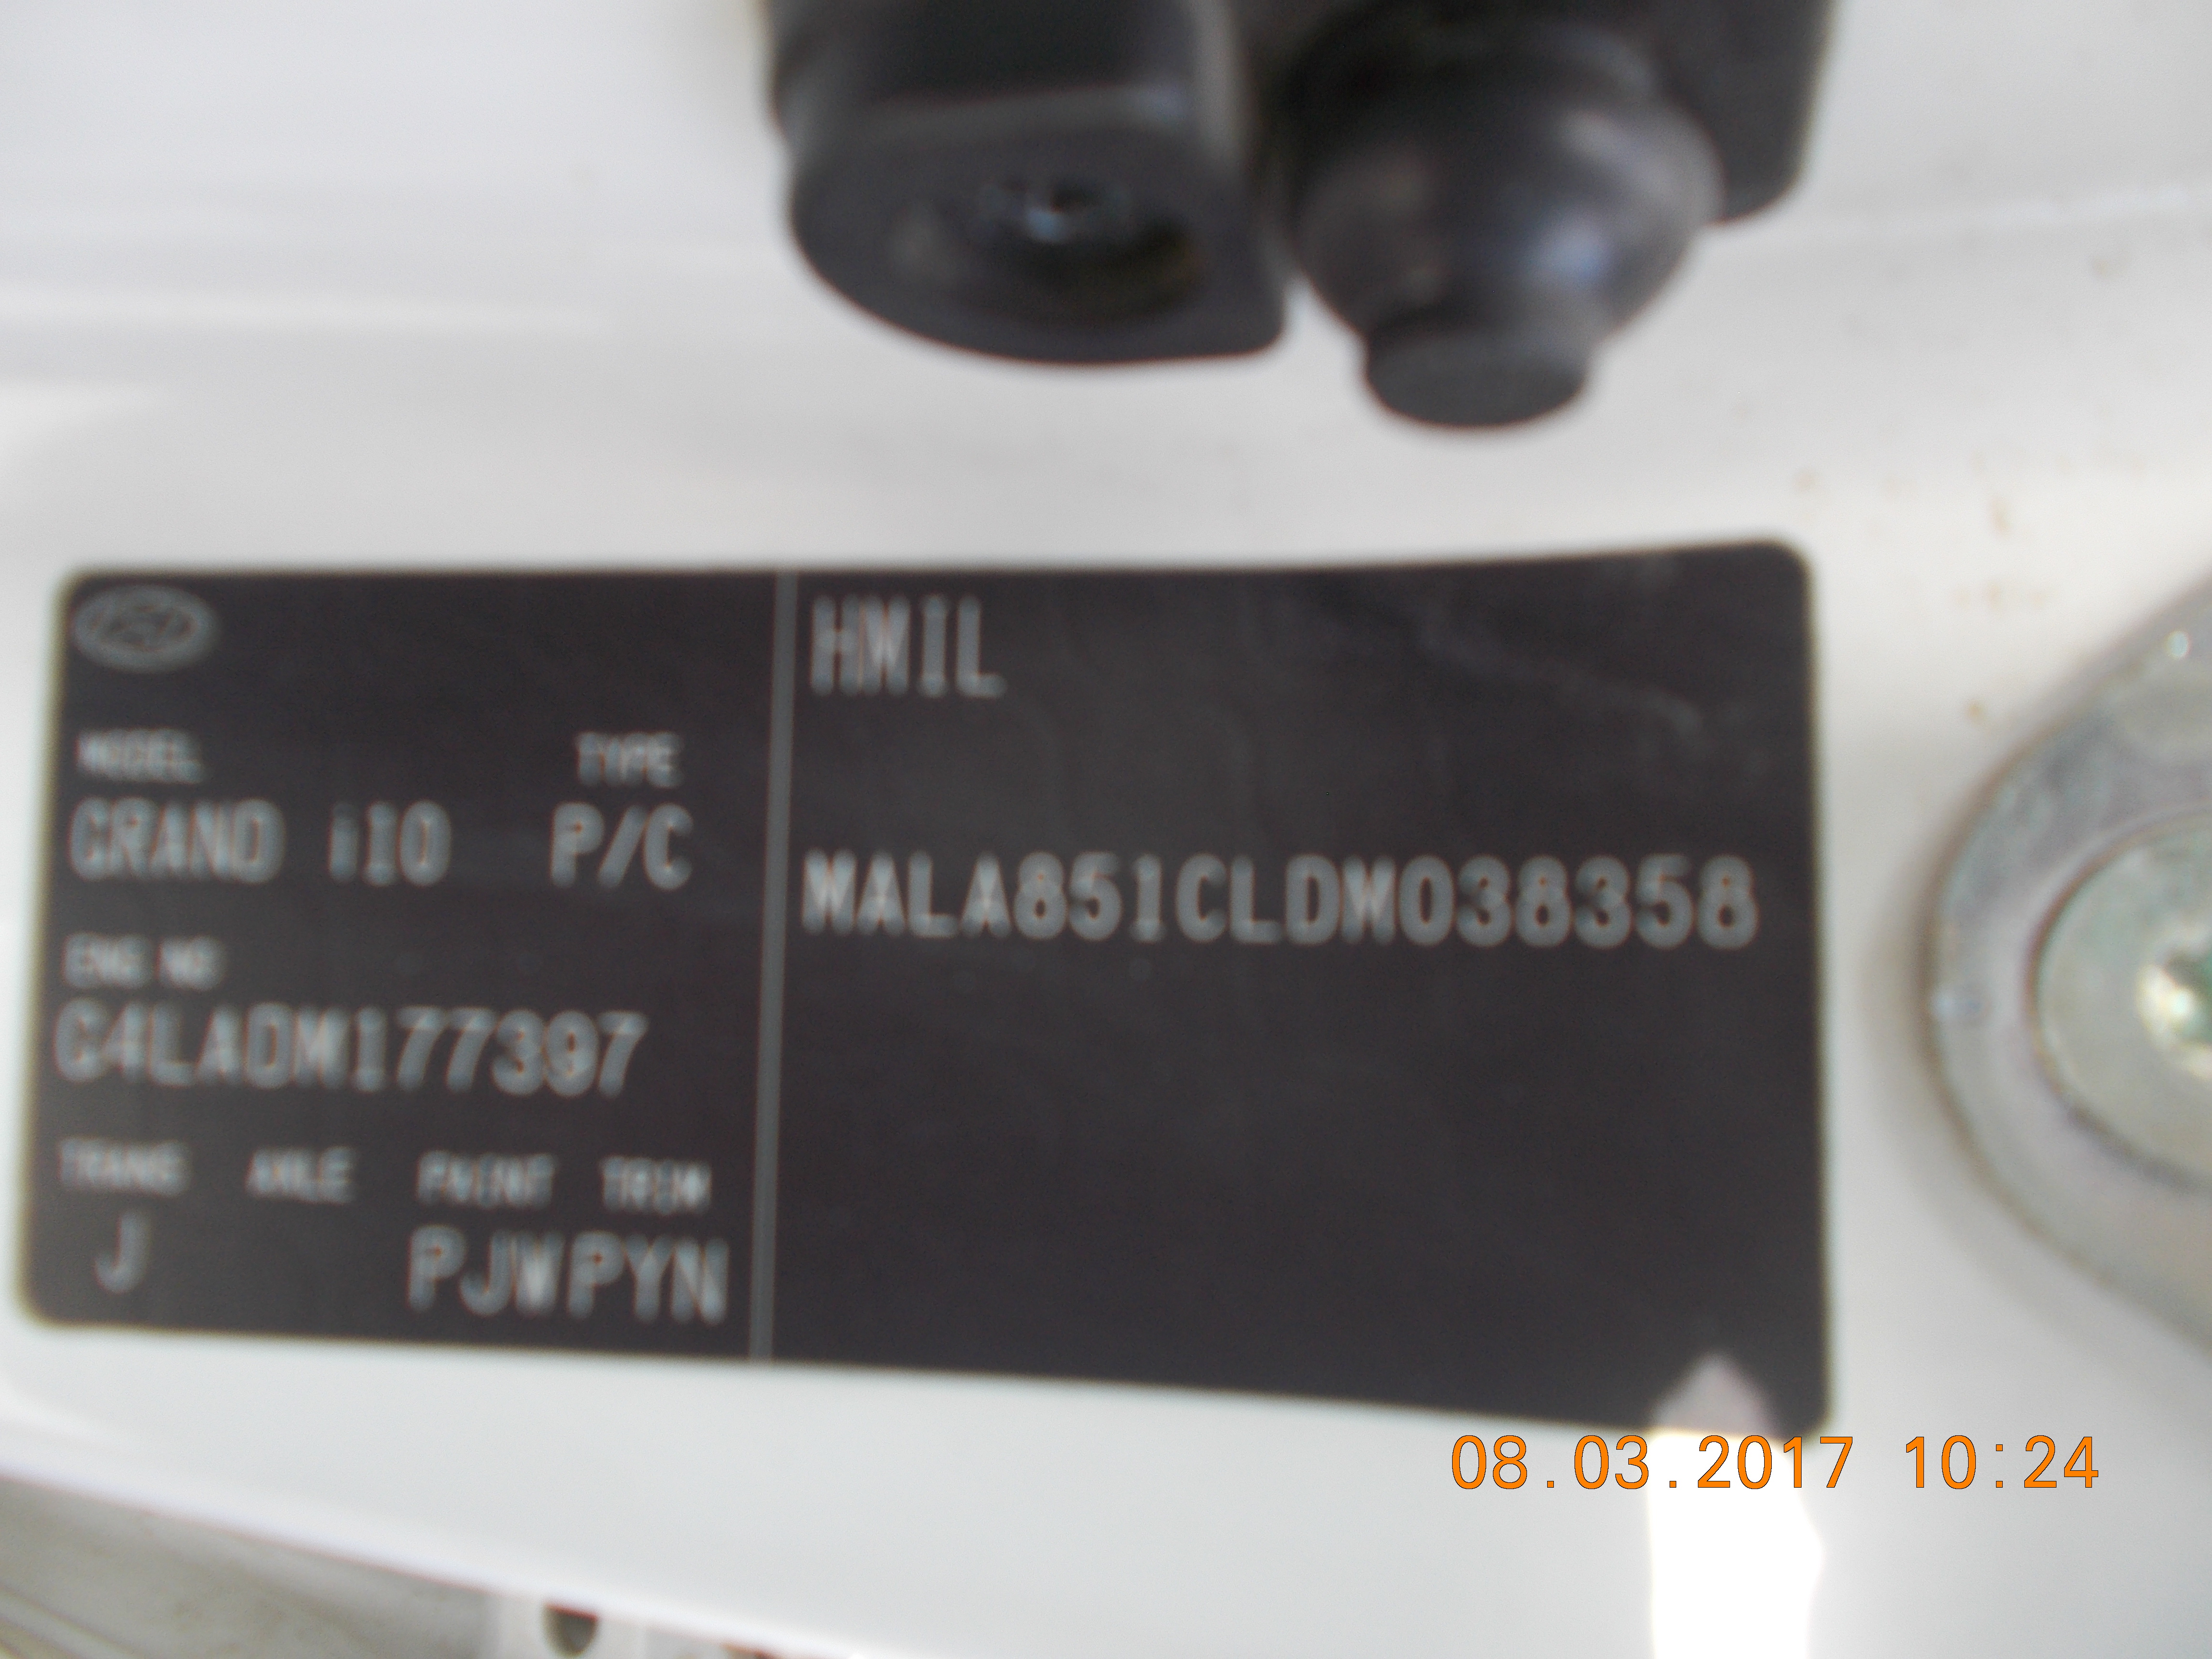 HMIL
MODEL TYPE
GRAND i10 P/C
MALA851CLDM038358
ENG NO
G4LADM177397
TRANS AXLE PAINT TRIM
J PJW PYN
08.03.2017 10:24